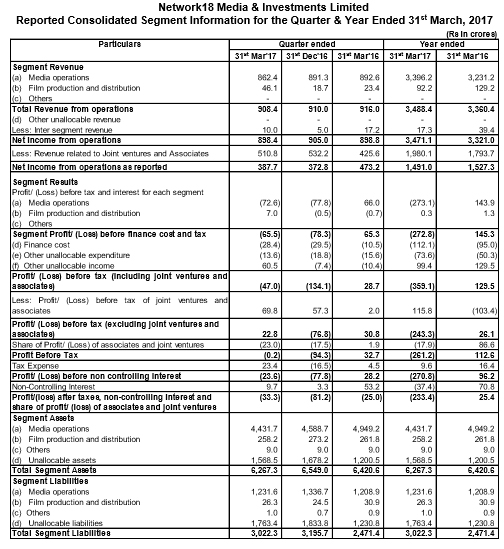 Network18 Media & Investments Limited
Reported Consolidated Segment Information for the Quarter & Year Ended 31st March, 2017
(Rs in crores)
Particulars Quarter ended Year ended
31st Mar'17 31st Dec'16 31st Mar'16 31st Mar'17 31st Mar'16
Segment Revenue
(a) Media operations 862.4 891.3 892.6 3,396.2 3,231.2
(b) Film production and distribution 46.1 18.7 23.4 92.2 129.2
(c) Others - - - - -
Total Revenue from operations 908.4 910.0 916.0 3,488.4 3,360.4
(d) Other unallocable revenue - - - - -
Less: Inter segment revenue 10.0 5.0 17.2 17.3 39.4
Net income from operations 898.4 905.0 898.8 3,471.1 3,321.0
Less: Revenue related to Joint ventures and Associates 510.8 532.2 425.6 1,980.1 1,793.7
Net income from operations as reported 387.7 372.8 473.2 1,491.0 1,527.3
Segment Results
Profit/ (Loss) before tax and interest for each segment
(a) Media operations (72.6) (77.8) 66.0 (273.1) 143.9
(b) Film production and distribution 7.0 (0.5) (0.7) 0.3 1.3
(c) Others - - - - -
Segment Profit/ (Loss) before finance cost and tax (65.5) (78.3) 65.3 (272.8) 145.3
(d) Finance cost (28.4) (29.5) (10.5) (112.1) (95.0)
(e) Other unallocable expenditure (13.6) (18.8) (15.6) (73.6) (50.3)
(f) Other unallocable income 60.5 (7.4) (10.4) 99.4 129.5
Profit/ (Loss) before tax (including joint ventures and
associates) (47.0) (134.1) 28.7 (359.1) 129.5
Less: Profit/ (Loss) before tax of joint ventures and
associates 69.8 57.3 2.0 115.8 (103.4)
Profit/ (Loss) before tax (excluding joint ventures and
associates) 22.8 (76.8) 30.8 (243.3) 26.1
Share of Profit/ (Loss) of associates and joint ventures (23.0) (17.5) 1.9 (17.9) 86.6
Profit Before Tax (0.2) (94.3) 32.7 (261.2) 112.6
Tax Expense 23.4 (16.5) 4.5 9.6 16.4
Profit/ (Loss) before non controlling interest (23.6) (77.8) 28.2 (270.8) 96.2
Non-Controlling Interest 9.7 3.3 53.2 (37.4) 70.8
Profit/(loss) after taxes, non-controlling interest and (33.3) (81.2) (25.0) (233.4) 25.4
share of profit/ (loss) of associates and joint ventures
Segment Assets
(a) Media operations 4,431.7 4,588.7 4,949.2 4,431.7 4,949.2
(b) Film production and distribution 258.2 273.2 261.8 258.2 261.8
(c) Others 9.0 9.0 9.0 9.0 9.0
(d) Unallocable assets 1,568.5 1,678.2 1,200.5 1,568.5 1,200.5
Total Segment Assets 6,267.3 6,549.0 6,420.6 6,267.3 6,420.6
Segment Liabilities
(a) Media operations 1,231.6 1,336.7 1,208.9 1,231.6 1,208.9
(b) Film production and distribution 26.3 24.5 30.9 26.3 30.9
(c) Others 1.0 0.7 0.9 1.0 0.9
(d) Unallocable liabilities 1,763.4 1,833.8 1,230.8 1,763.4 1,230.8
Total Segment Liabilities 3,022.3 3,195.7 2,471.4 3,022.3 2,471.4